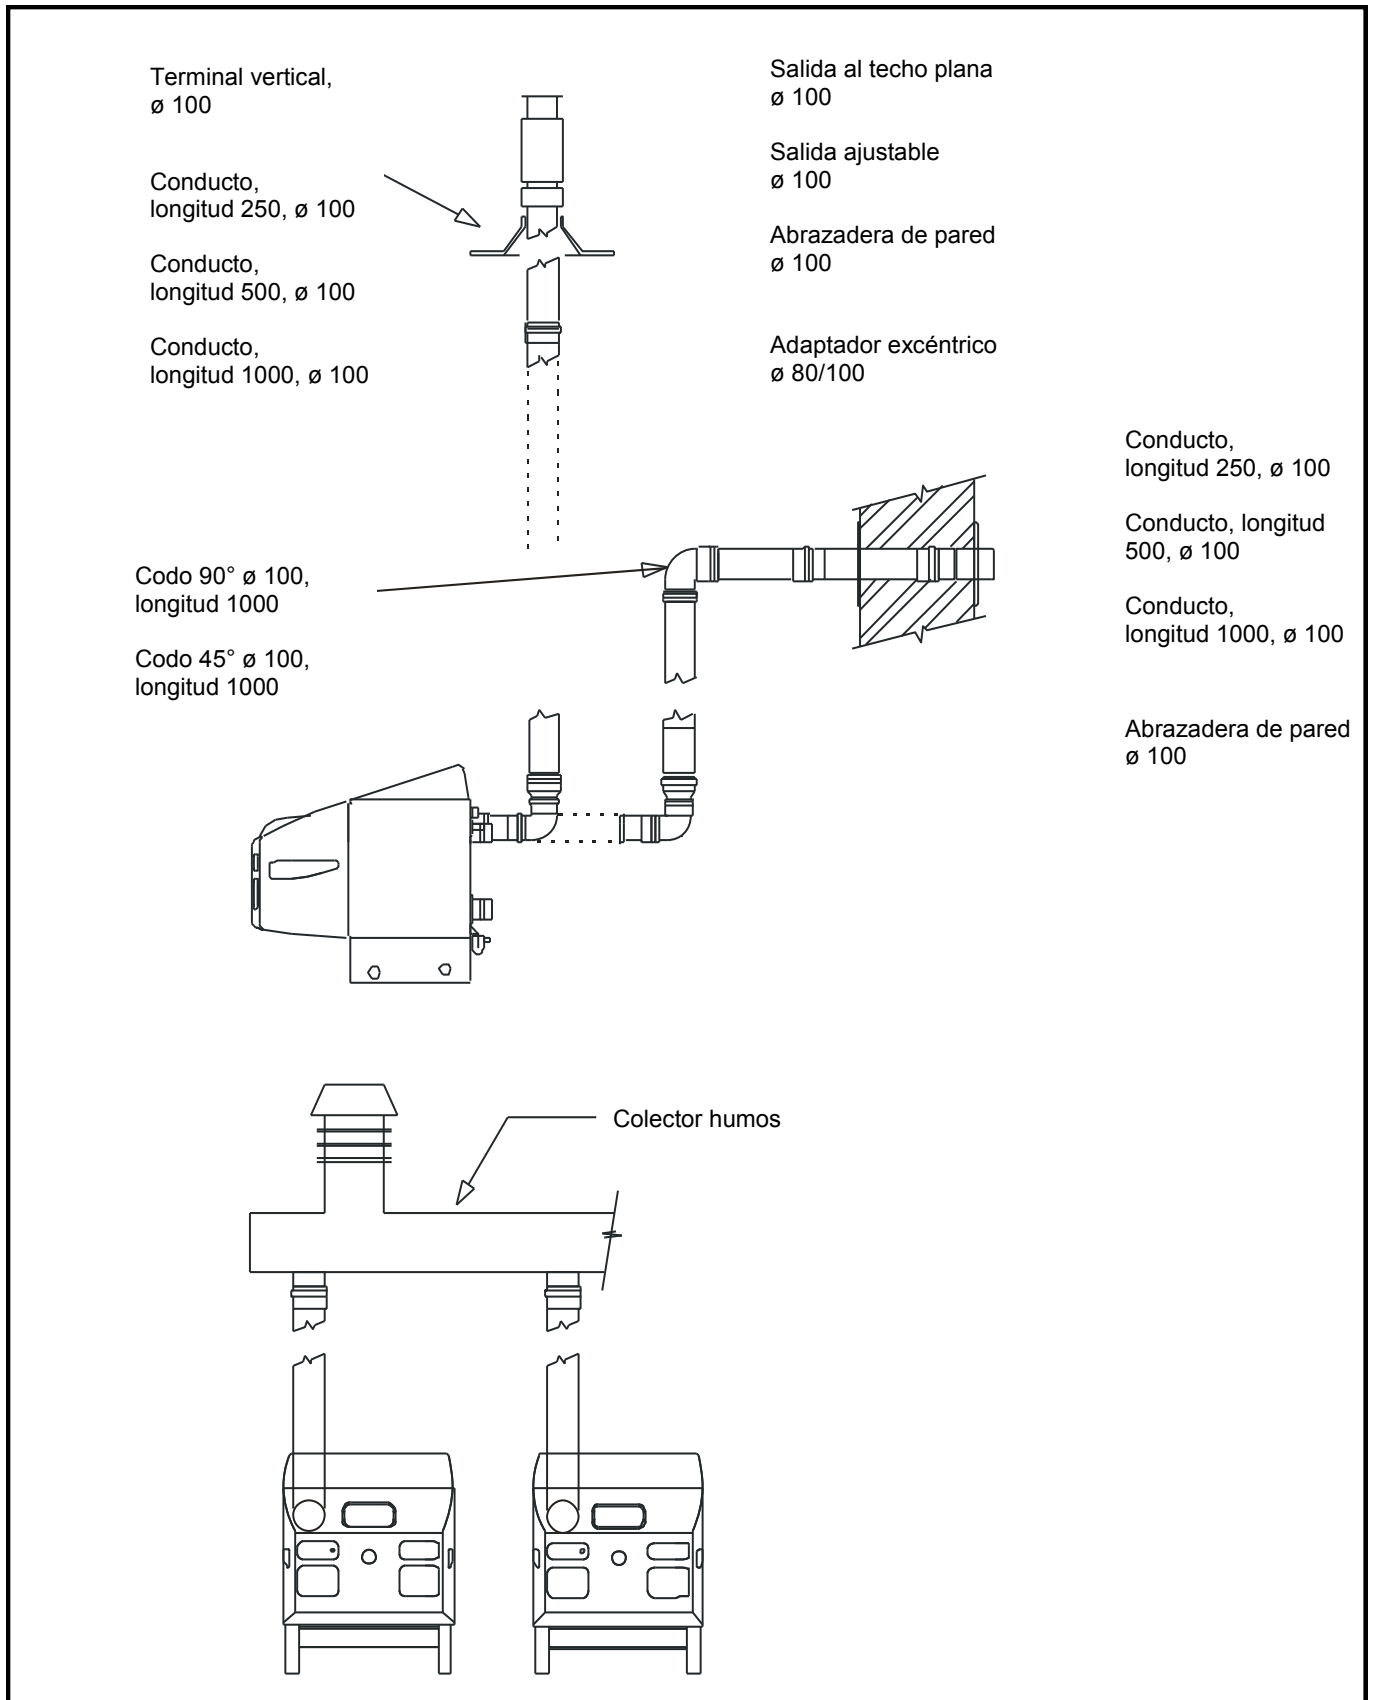 Terminal vertical,
ø 100
Conducto,
longitud 250, ø 100
Conducto,
longitud 500, ø 100
Conducto,
longitud 1000, ø 100
Salida al techo plana
ø 100
Salida ajustable
ø 100
Abrazadera de pared
ø 100
Adaptador excéntrico
ø 80/100
Conducto,
longitud 250, ø 100
Conducto, longitud
500, ø 100
Conducto,
longitud 1000, ø 100
Abrazadera de pared
ø 100
Codo 90° ø 100,
longitud 1000
Codo 45° ø 100,
longitud 1000
Colector humos